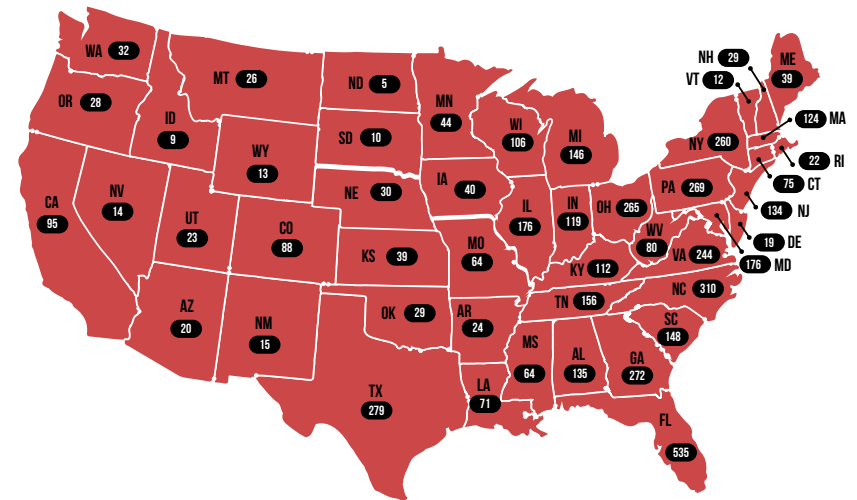 WA 32
OR 28
CA 95
ID 9
NV 14
MT 26
WY 13
UT 23
AZ 20
CO 88
NM 15
ND 5
SD 10
NE 30
KS 39
OK 29
TX 279
MN 44
IA 40
MO 64
AR 24
LA 71
WI 106
IL 176
MI 146
IN 119
OH 265
KY 112
TN 156
MS 64
AL 135
GA 272
FL 535
SC 148
NC 310
VA 244
WV 80
PA 269
NY 260
VT 12
NH 29
ME 39
124 MA
22 RI
75 CT
134 NJ
19 DE
176 MD